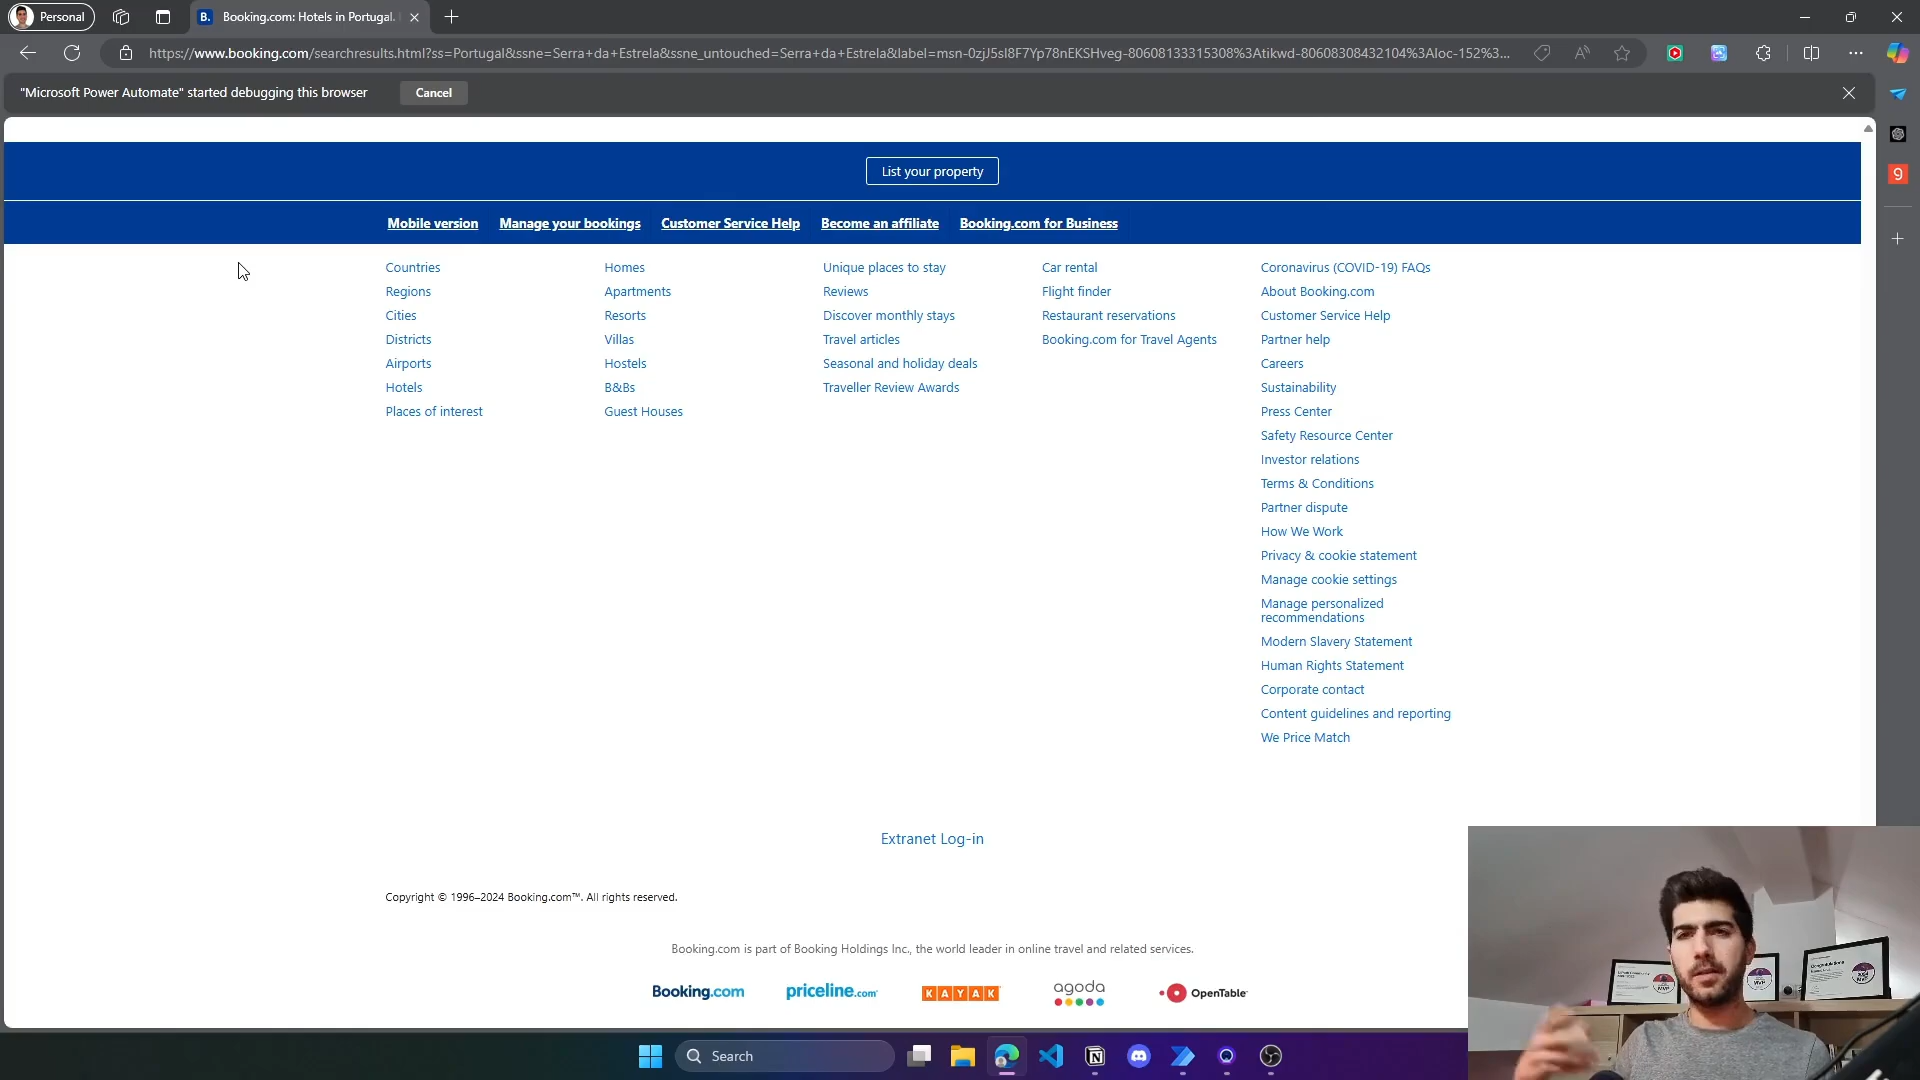 Personal
Booking.com: Hotels in Portugal.
https://www.booking.com/searchresults.html?ss=Portugal&ssne=Serra+da+Estrela&ssne_untouched=Serra+da+Estrela&label=msn-0zjJ5sI8F7Yp78nEKSHveg-80608133315308%3Atikwd-80608308432104%3Aloc-152%3...
"Microsoft Power Automate" started debugging this browser
Cancel
List your property
Mobile version Manage your bookings Customer Service Help Become an affiliate Booking.com for Business
Countries Homes Unique places to stay Car rental Coronavirus (COVID-19) FAQs
Regions Apartments Reviews Flight finder About Booking.com
Cities Resorts Discover monthly stays Restaurant reservations Customer Service Help
Districts Villas Travel articles Booking.com for Travel Agents Partner help
Airports Hostels Seasonal and holiday deals Careers
Hotels B&Bs Traveller Review Awards Sustainability
Places of interest Guest Houses Press Center
Safety Resource Center
Investor relations
Terms & Conditions
Partner dispute
How We Work
Privacy & cookie statement
Manage cookie settings
Manage personalized
recommendations
Modern Slavery Statement
Human Rights Statement
Corporate contact
Content guidelines and reporting
We Price Match
Extranet Log-in
Copyright © 1996–2024 Booking.com™. All rights reserved.
Booking.com is part of Booking Holdings Inc., the world leader in online travel and related services.
Booking.com priceline.com KAYAK agoda OpenTable
Search